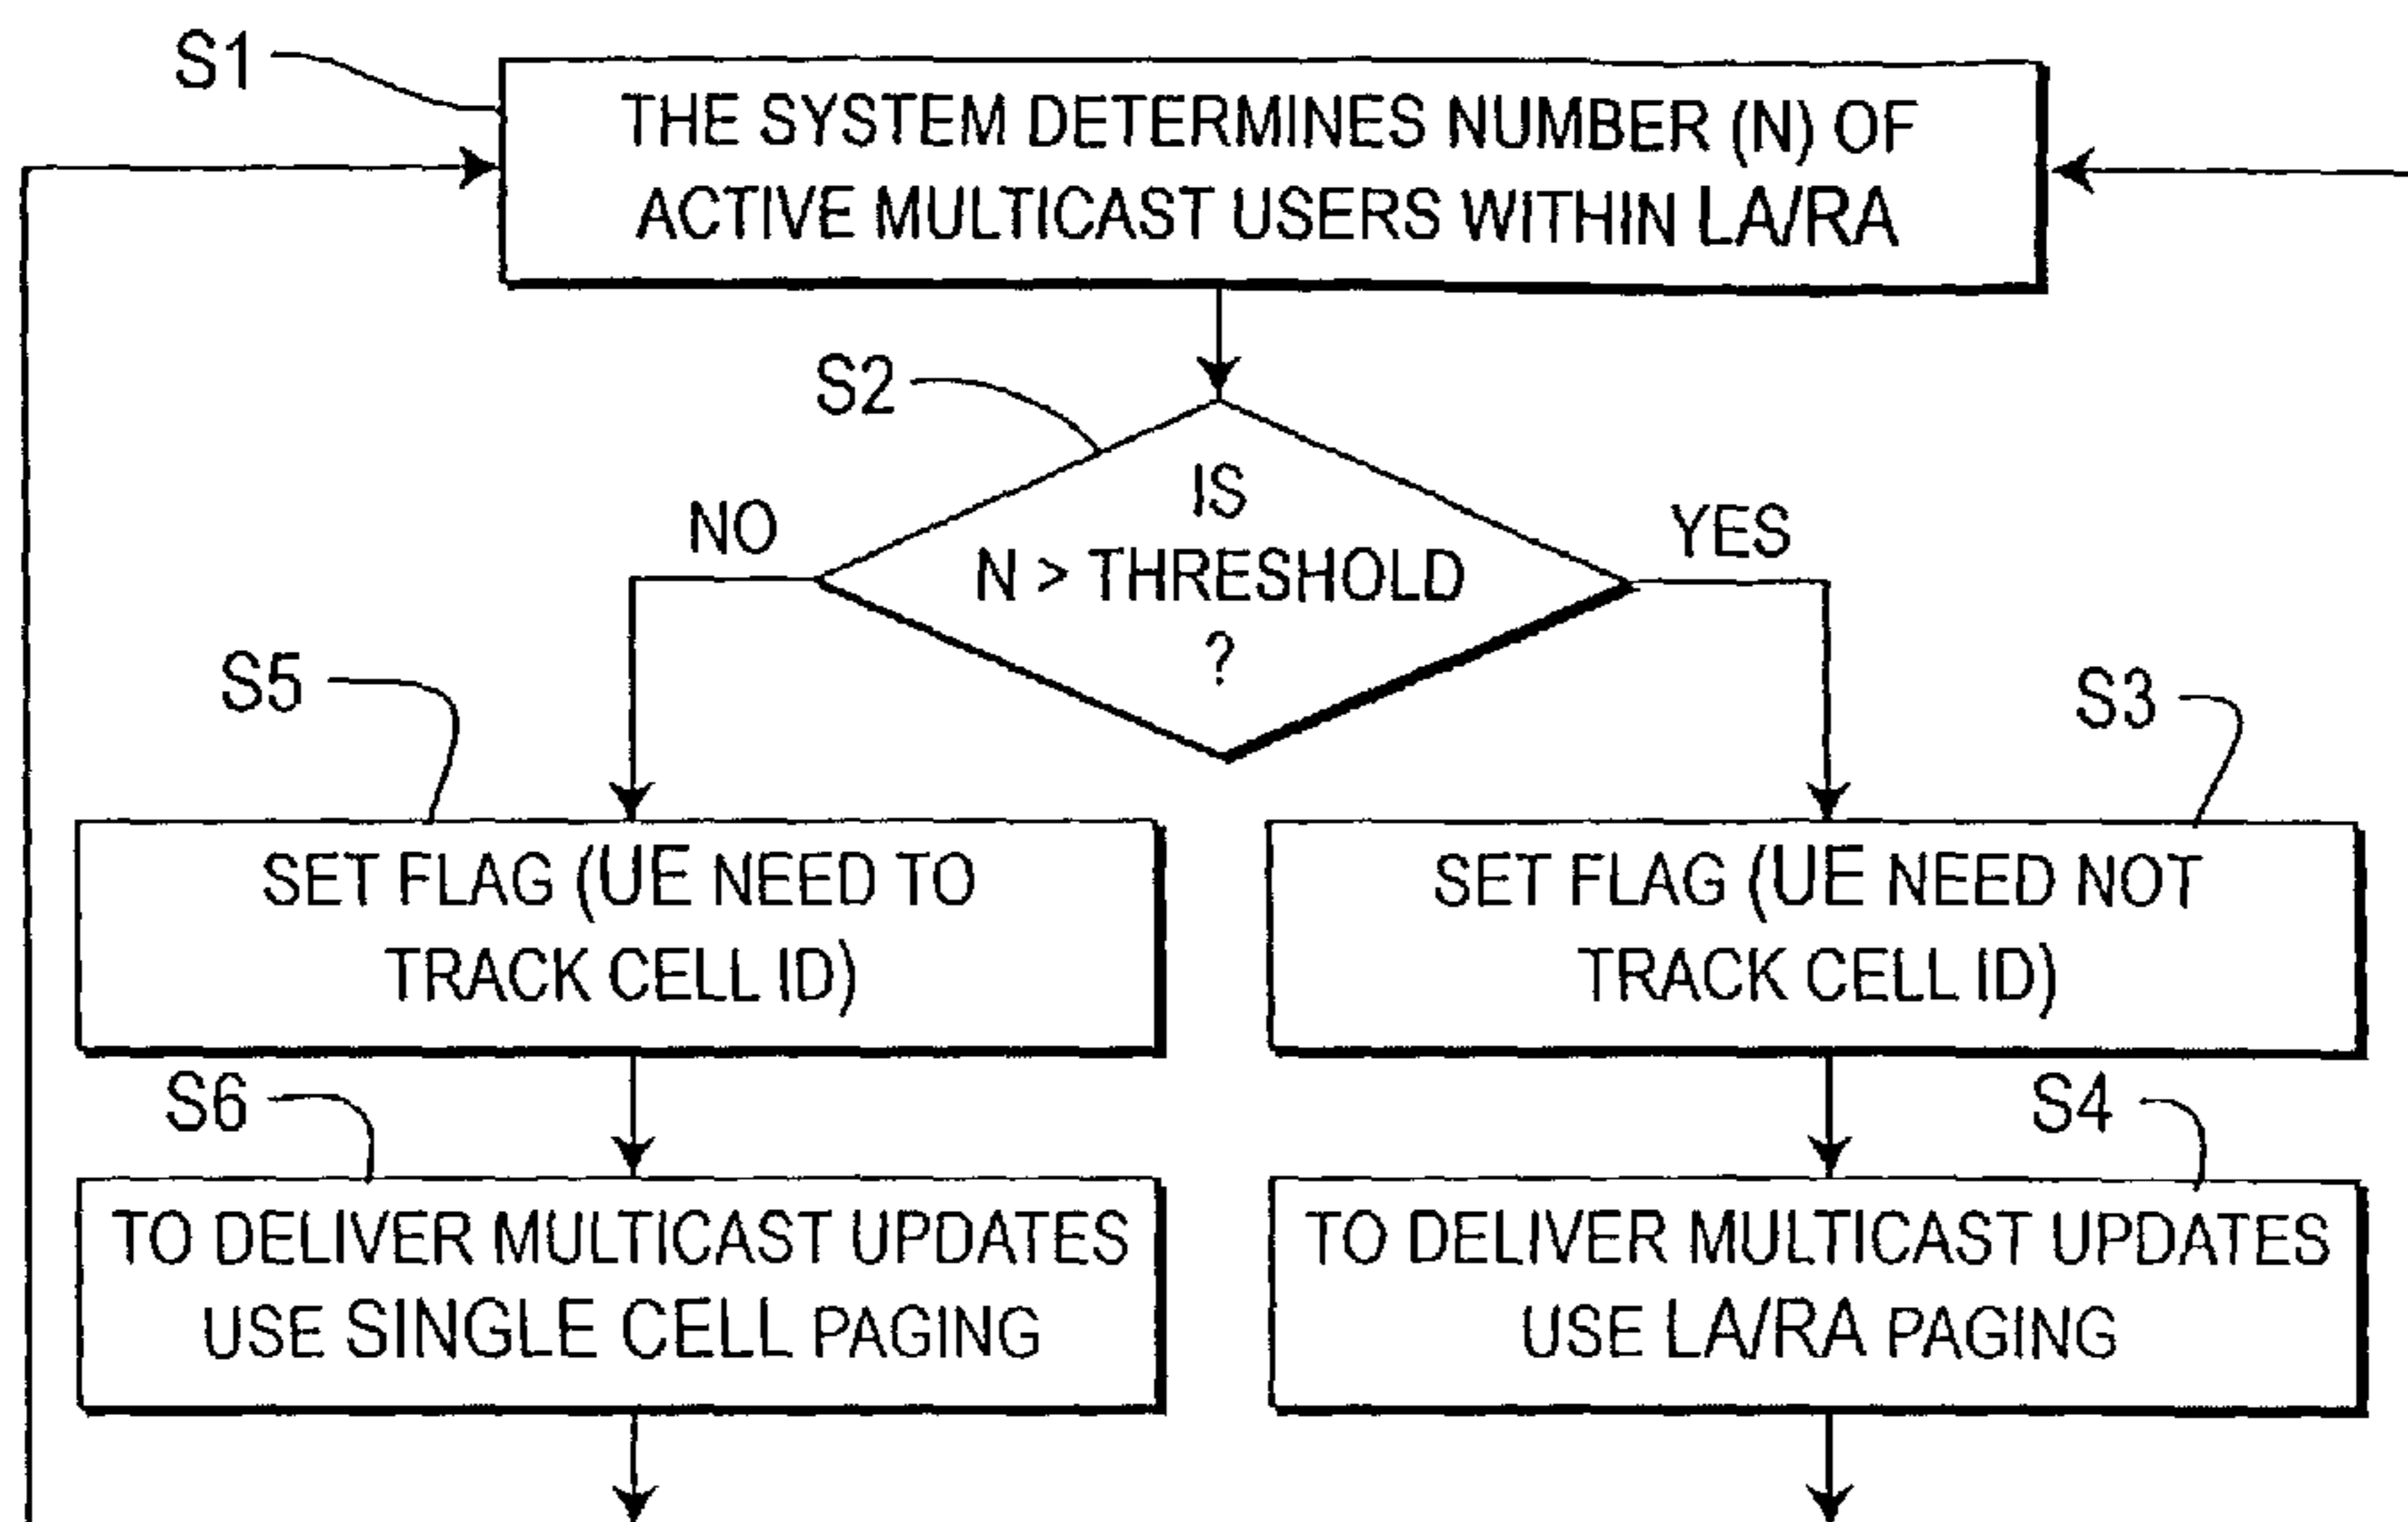 S1
THE SYSTEM DETERMINES NUMBER (N) OF
ACTIVE MULTICAST USERS WITHIN LA/RA
S2
IS
N > THRESHOLD
?
NO
YES
S5
SET FLAG (UE NEED TO
TRACK CELL ID)
S3
SET FLAG (UE NEED NOT
TRACK CELL ID)
S6
TO DELIVER MULTICAST UPDATES
USE SINGLE CELL PAGING
S4
TO DELIVER MULTICAST UPDATES
USE LA/RA PAGING